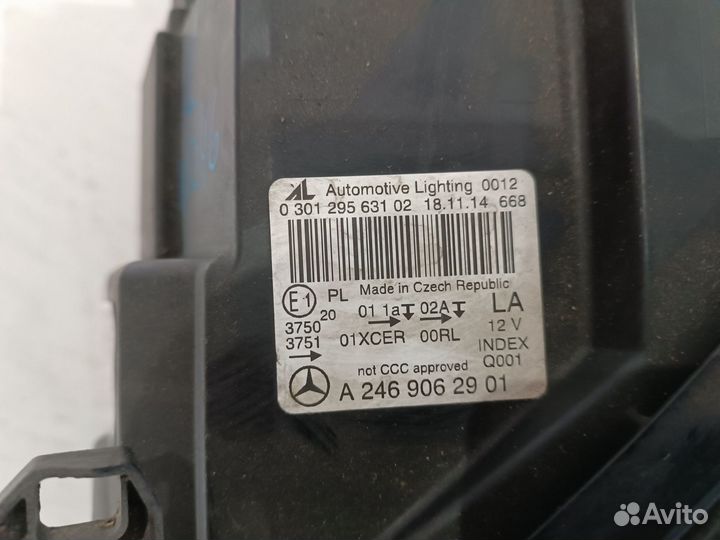 AL Automotive Lighting 0012
0 301 295 631 02 18.11.14 668
Made in Czech Republic
E1 PL 01 1a 02A LA
20
3750 12 V
3751 01XCER 00RL INDEX
not CCC approved Q001
A 246 906 29 01
Avito